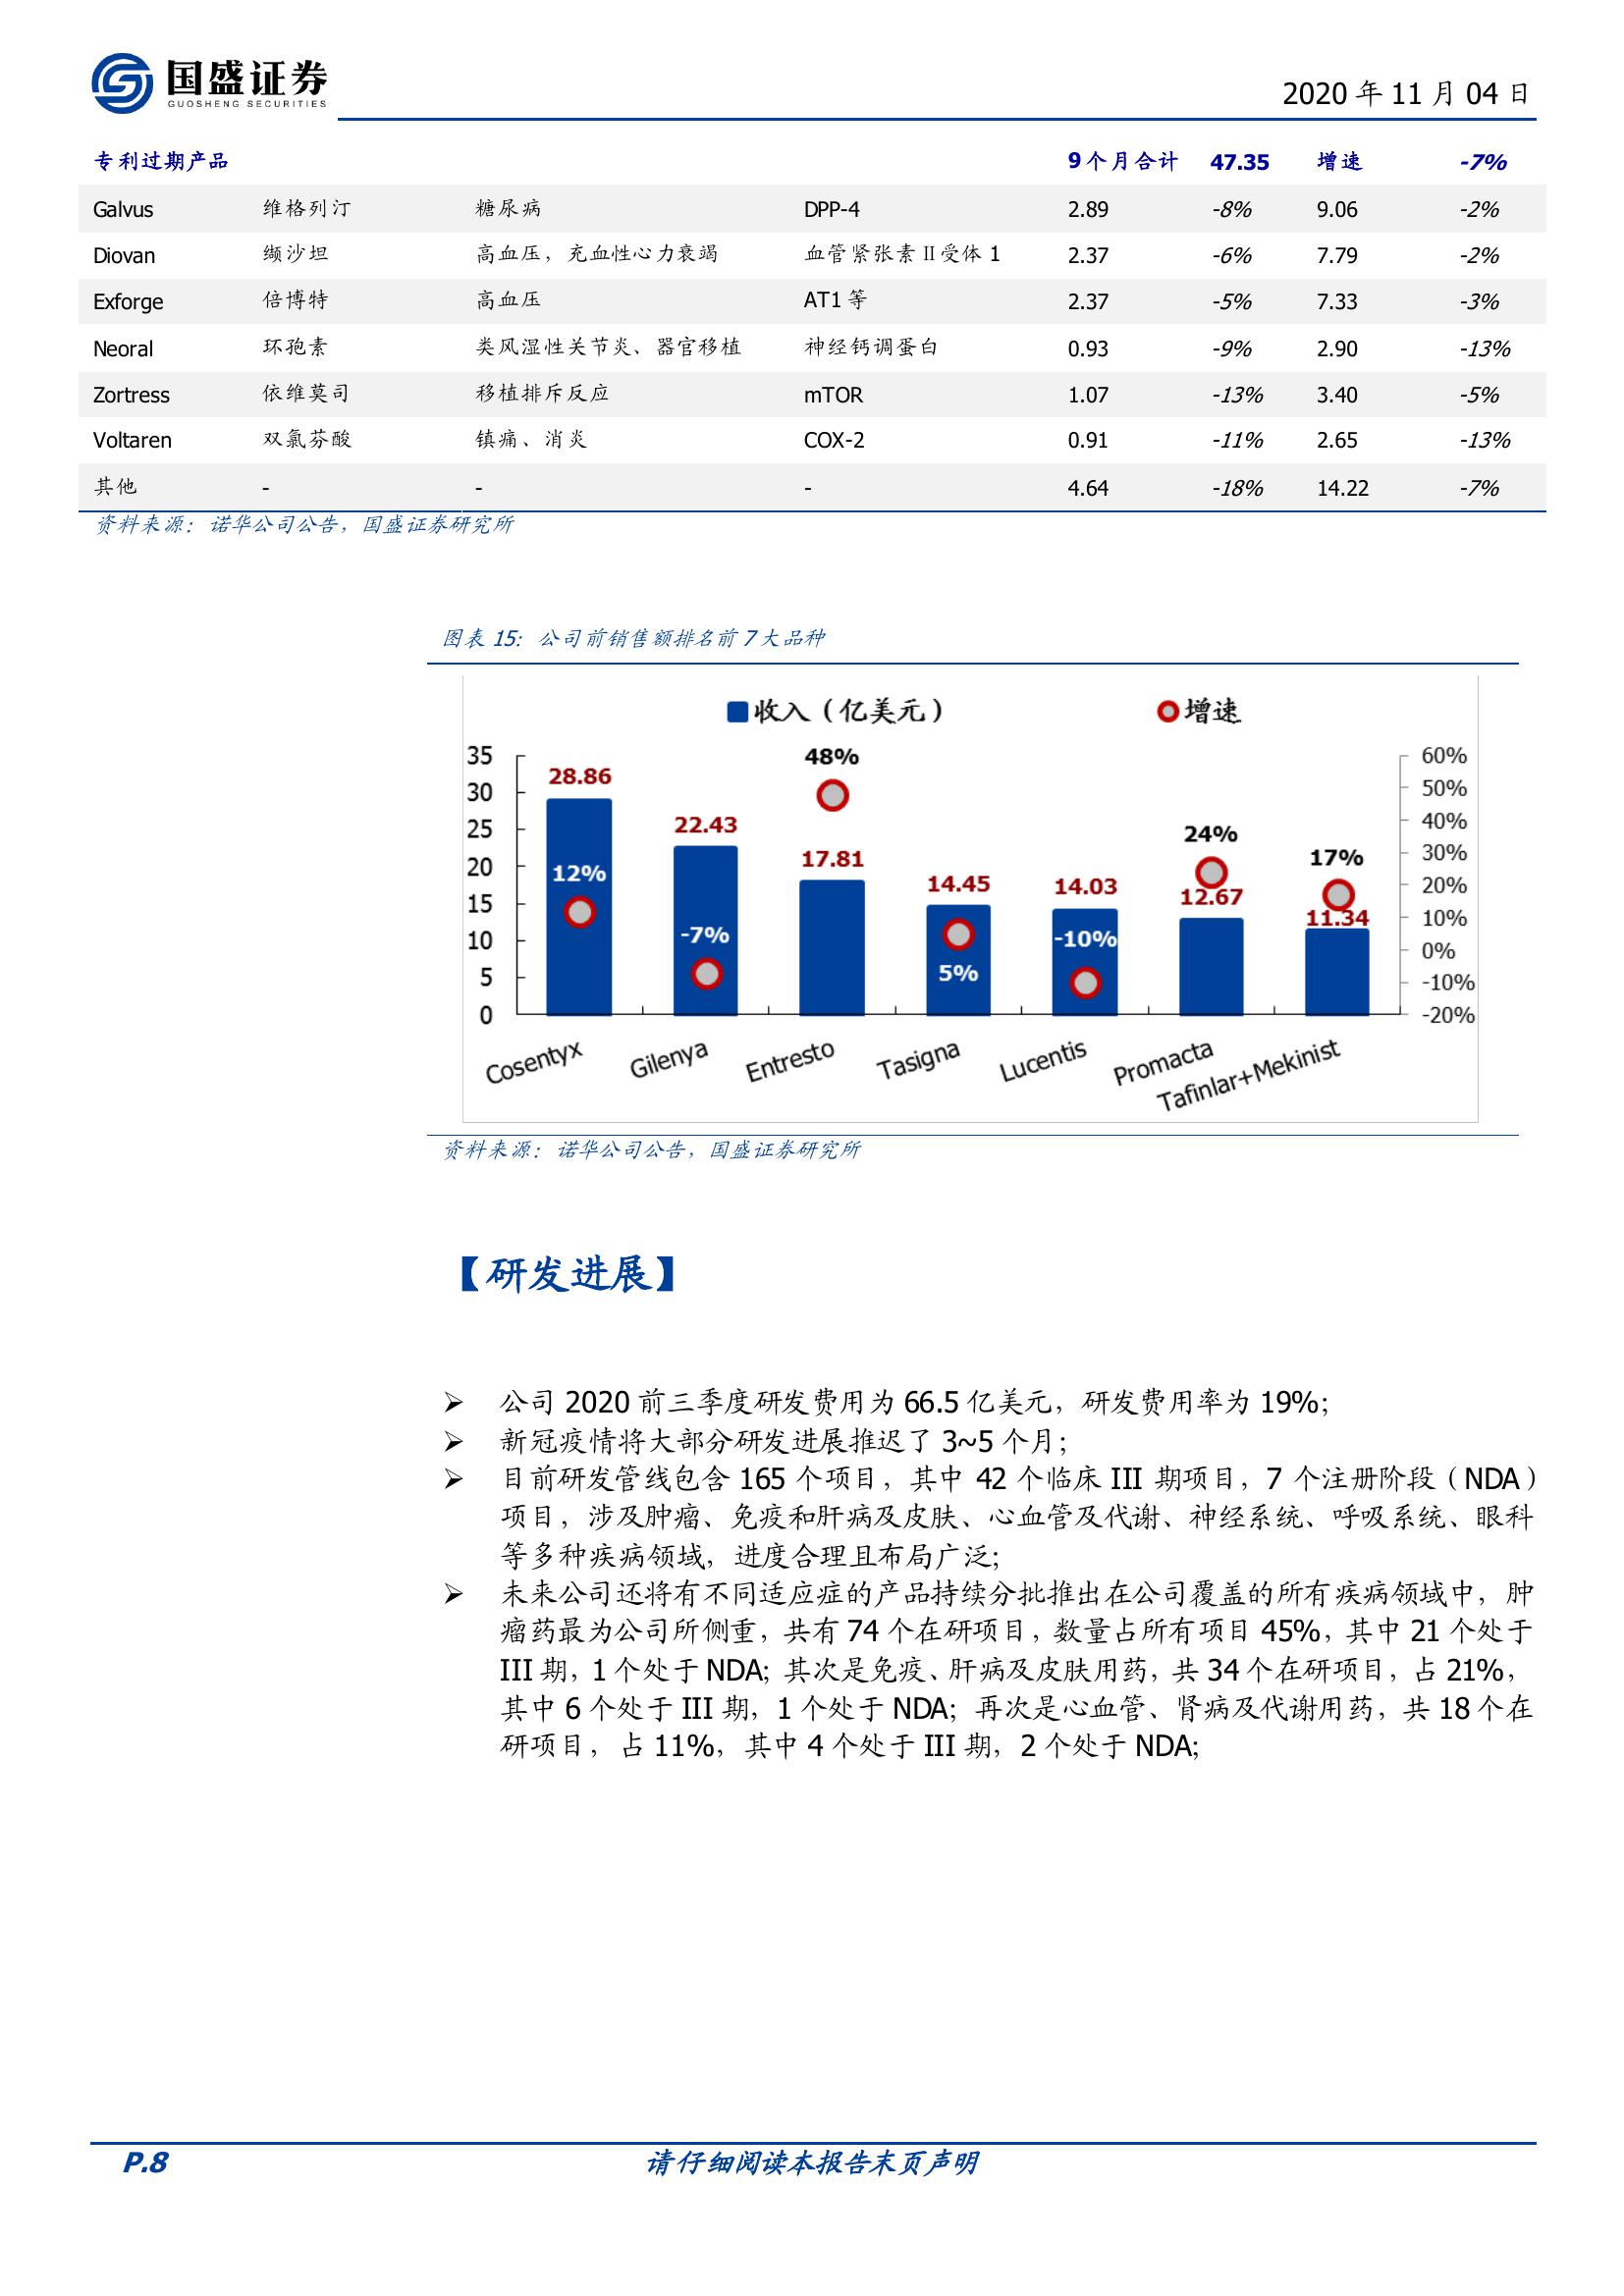 国盛证券
GUOSHENG SECURITIES
2020 年 11 月 04 日
专利过期产品 9 个月合计 47.35 增速 -7%
Galvus 维格列汀 糖尿病 DPP-4 2.89 -8% 9.06 -2%
Diovan 缬沙坦 高血压，充血性心力衰竭 血管紧张素Ⅱ受体 1 2.37 -6% 7.79 -2%
Exforge 倍博特 高血压 AT1 等 2.37 -5% 7.33 -3%
Neoral 环孢素 类风湿性关节炎、器官移植 神经钙调蛋白 0.93 -9% 2.90 -13%
Zortress 依维莫司 移植排斥反应 mTOR 1.07 -13% 3.40 -5%
Voltaren 双氯芬酸 镇痛、消炎 COX-2 0.91 -11% 2.65 -13%
其他 - - - 4.64 -18% 14.22 -7%
资料来源：诺华公司公告，国盛证券研究所
图表 15：公司前销售额排名前 7 大品种
收入（亿美元） 增速
35 30 25 20 15 10 5 0
28.86 22.43 17.81 14.45 14.03 12.67 11.34
12% -7% 48% 5% -10% 24% 17%
60% 50% 40% 30% 20% 10% 0% -10% -20%
Cosentyx Gilenya Entresto Tasigna Lucentis Promacta Tafinlar+Mekinist
资料来源：诺华公司公告，国盛证券研究所
【研发进展】
➢ 公司 2020 前三季度研发费用为 66.5 亿美元，研发费用率为 19%；
➢ 新冠疫情将大部分研发进展推迟了 3~5 个月；
➢ 目前研发管线包含 165 个项目，其中 42 个临床 III 期项目，7 个注册阶段（NDA）
项目，涉及肿瘤、免疫和肝病及皮肤、心血管及代谢、神经系统、呼吸系统、眼科
等多种疾病领域，进度合理且布局广泛；
➢ 未来公司还将有不同适应症的产品持续分批推出在公司覆盖的所有疾病领域中，肿
瘤药最为公司所侧重，共有 74 个在研项目，数量占所有项目 45%，其中 21 个处于
III 期，1 个处于 NDA；其次是免疫、肝病及皮肤用药，共 34 个在研项目，占 21%，
其中 6 个处于 III 期，1 个处于 NDA；再次是心血管、肾病及代谢用药，共 18 个在
研项目，占 11%，其中 4 个处于 III 期，2 个处于 NDA；
P.8 请仔细阅读本报告末页声明